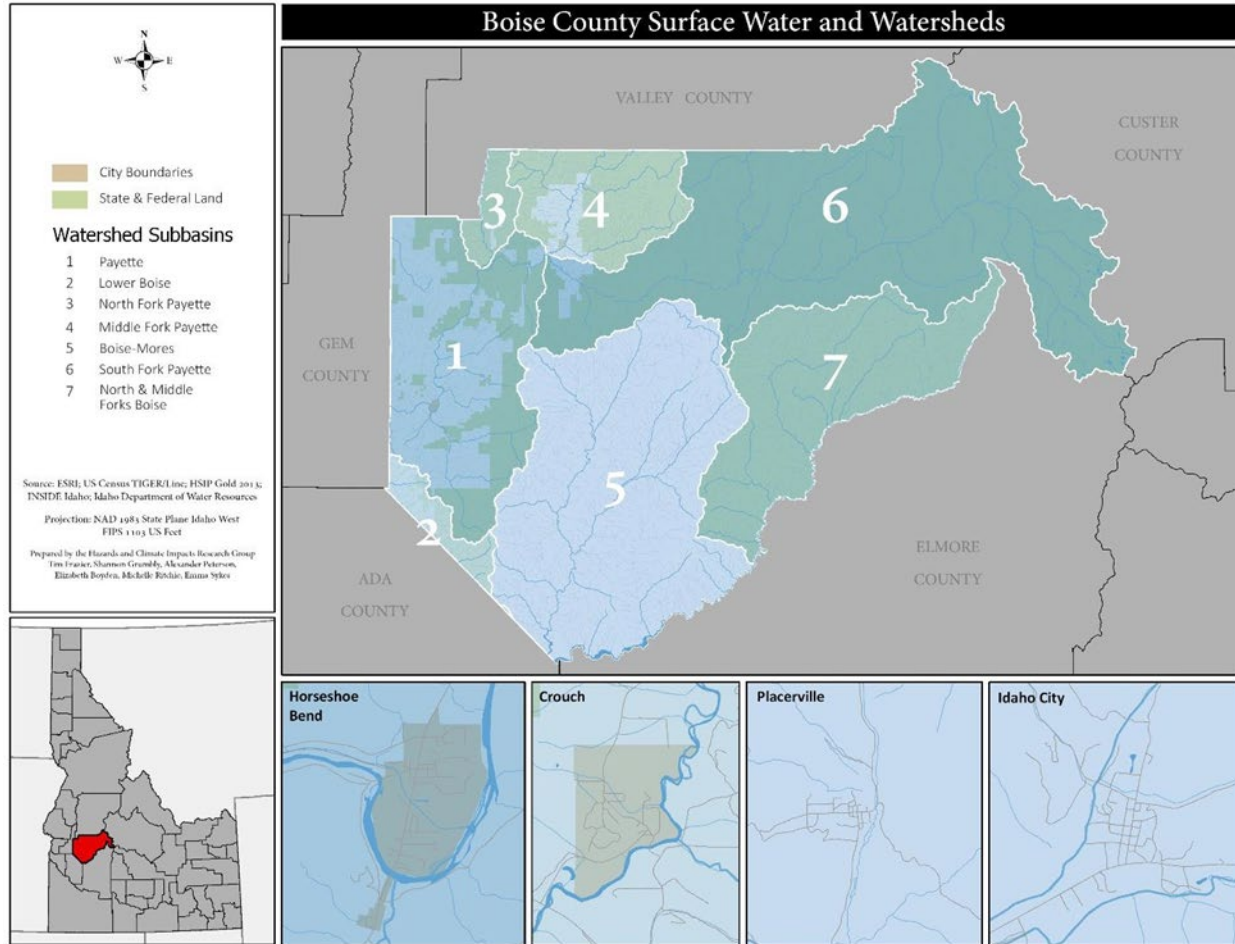 Boise County Surface Water and Watersheds
N
W E
S
City Boundaries
State & Federal Land
Watershed Subbasins
1 Payette
2 Lower Boise
3 North Fork Payette
4 Middle Fork Payette
5 Boise-Mores
6 South Fork Payette
7 North & Middle
Forks Boise
Source: ESRI; US Census TIGER/Line; HSIP Gold 2013;
INSIDE Idaho; Idaho Department of Water Resources
Projection: NAD 1983 State Plane Idaho West
FIPS 1103 US Feet
Prepared by the Hazards and Climate Impacts Research Group
Tim Frazier, Shannon Grumbly, Alexander Peterson,
Elizabeth Boyden, Michelle Ritchie, Emma Sykes
VALLEY COUNTY
CUSTER
COUNTY
GEM
COUNTY
ADA
COUNTY
ELMORE
COUNTY
3
4
6
1
7
5
2
Horseshoe
Bend
Crouch
Placerville
Idaho City